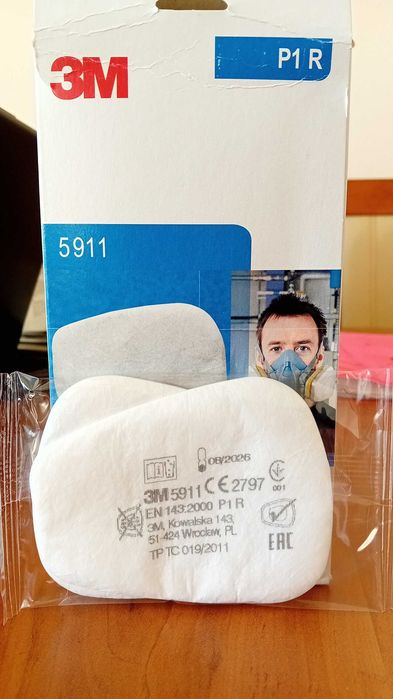 3M
P1 R
5911
08/2026
3M 5911 CE 2797
001
EN 143:2000 P1 R
3M, Kowalska 143,
51-424 Wrocław, PL
TP TC 019/2011
EAC